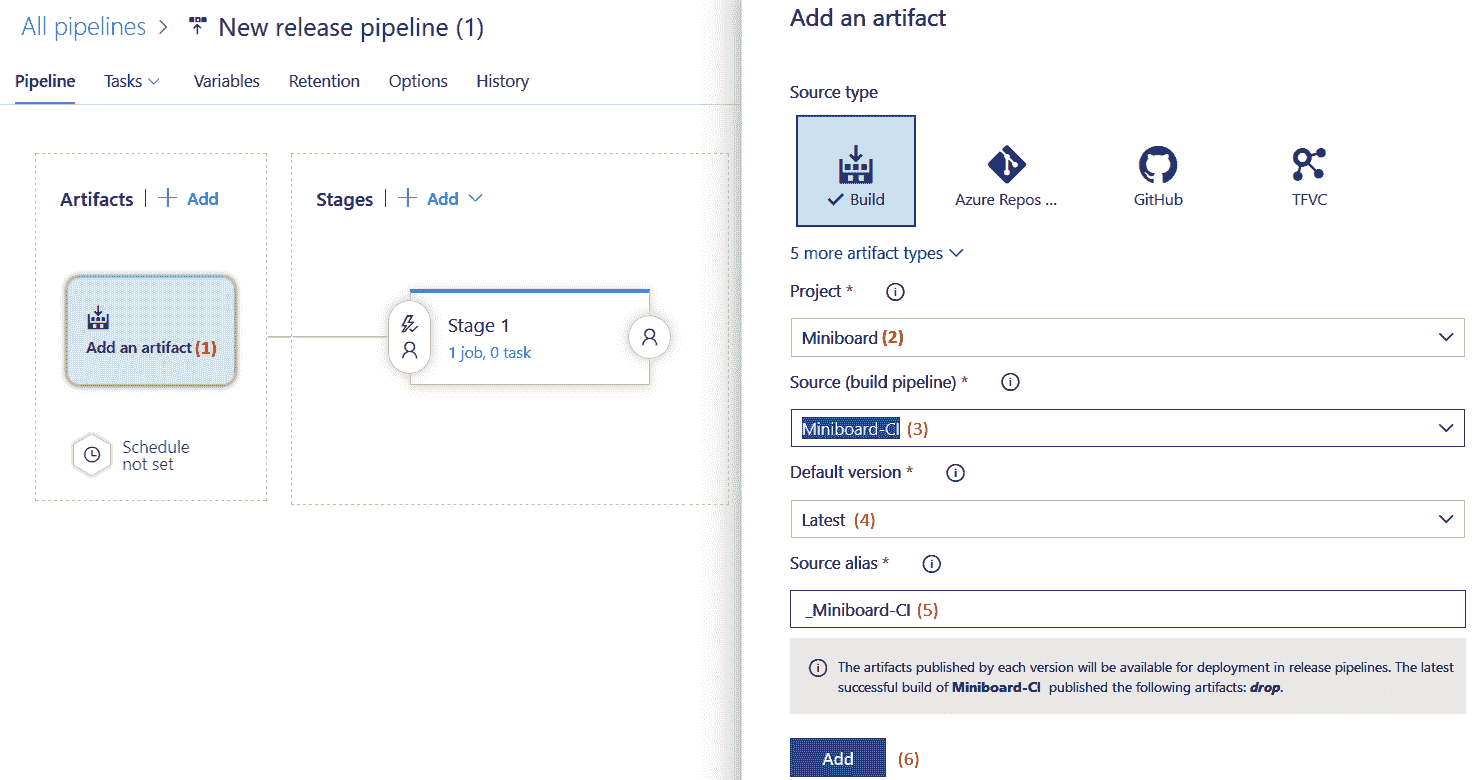 All pipelines > New release pipeline (1)
Pipeline Tasks Variables Retention Options History
Artifacts | + Add
Stages | + Add
Add an artifact (1)
Schedule
not set
Stage 1
1 job, 0 task
Add an artifact
Source type
Build
Azure Repos ...
GitHub
TFVC
5 more artifact types
Project *
Miniboard (2)
Source (build pipeline) *
Miniboard-CI (3)
Default version *
Latest (4)
Source alias *
_Miniboard-CI (5)
The artifacts published by each version will be available for deployment in release pipelines. The latest
successful build of Miniboard-CI published the following artifacts: drop.
Add (6)